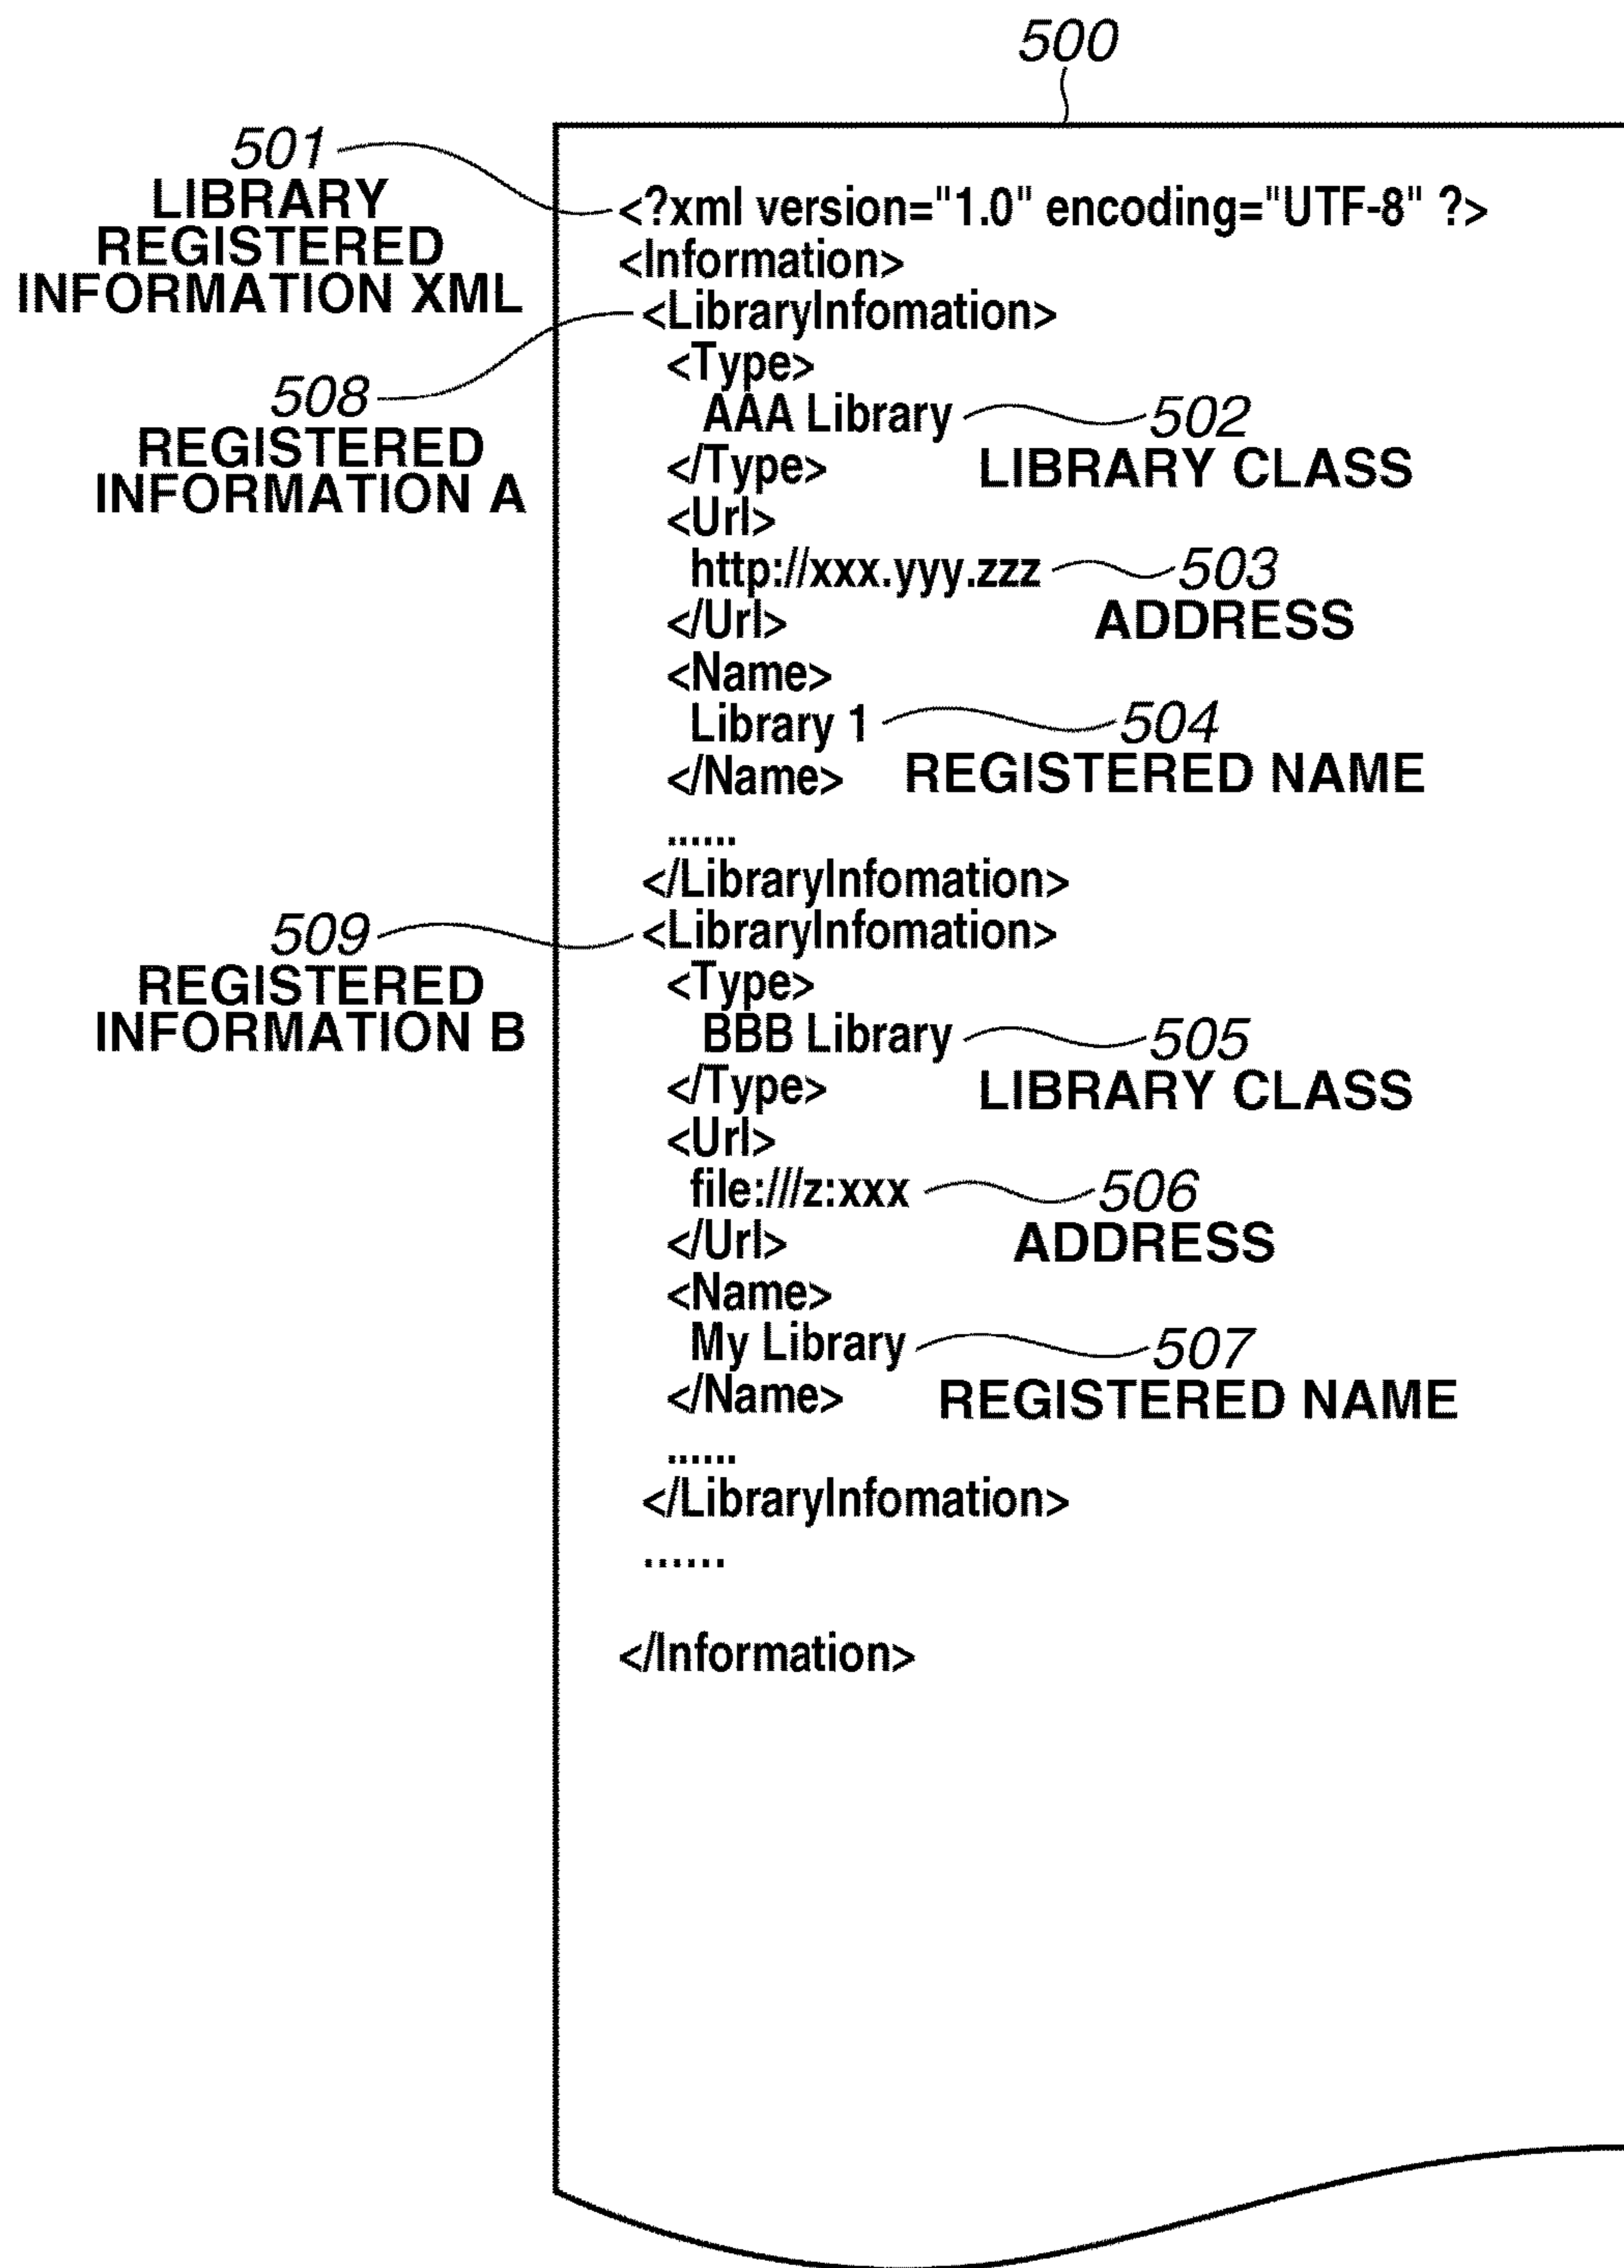 500
501
LIBRARY
REGISTERED
INFORMATION XML
<?xml version="1.0" encoding="UTF-8" ?>
<Information>
<LibraryInfomation>
508
REGISTERED
INFORMATION A
<Type>
AAA Library
502
LIBRARY CLASS
</Type>
<Url>
http://xxx.yyy.zzz
503
ADDRESS
</Url>
<Name>
Library 1
504
REGISTERED NAME
</Name>
......
</LibraryInfomation>
509
REGISTERED
INFORMATION B
<LibraryInfomation>
<Type>
BBB Library
505
LIBRARY CLASS
</Type>
<Url>
file:///z:xxx
506
ADDRESS
</Url>
<Name>
My Library
507
REGISTERED NAME
</Name>
......
</LibraryInfomation>
......
</Information>